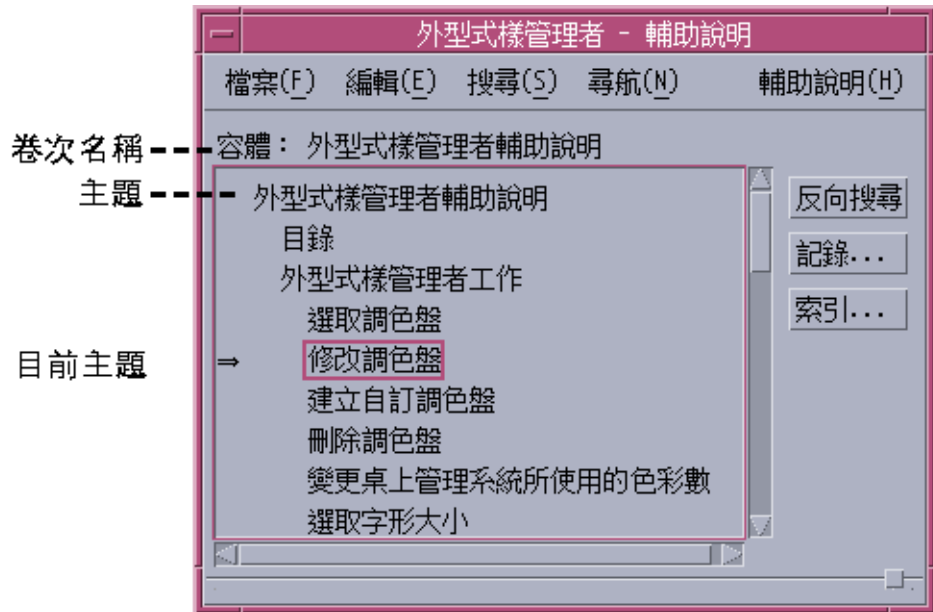 外型式樣管理者 - 輔助說明
檔案(F) 編輯(E) 搜尋(S) 尋航(N) 輔助說明(H)
卷次名稱
容體： 外型式樣管理者輔助說明
主題
外型式樣管理者輔助說明
反向搜尋
目錄
記錄...
外型式樣管理者工作
選取調色盤
索引...
目前主題
⇒ 修改調色盤
建立自訂調色盤
刪除調色盤
變更桌上管理系統所使用的色彩數
選取字形大小